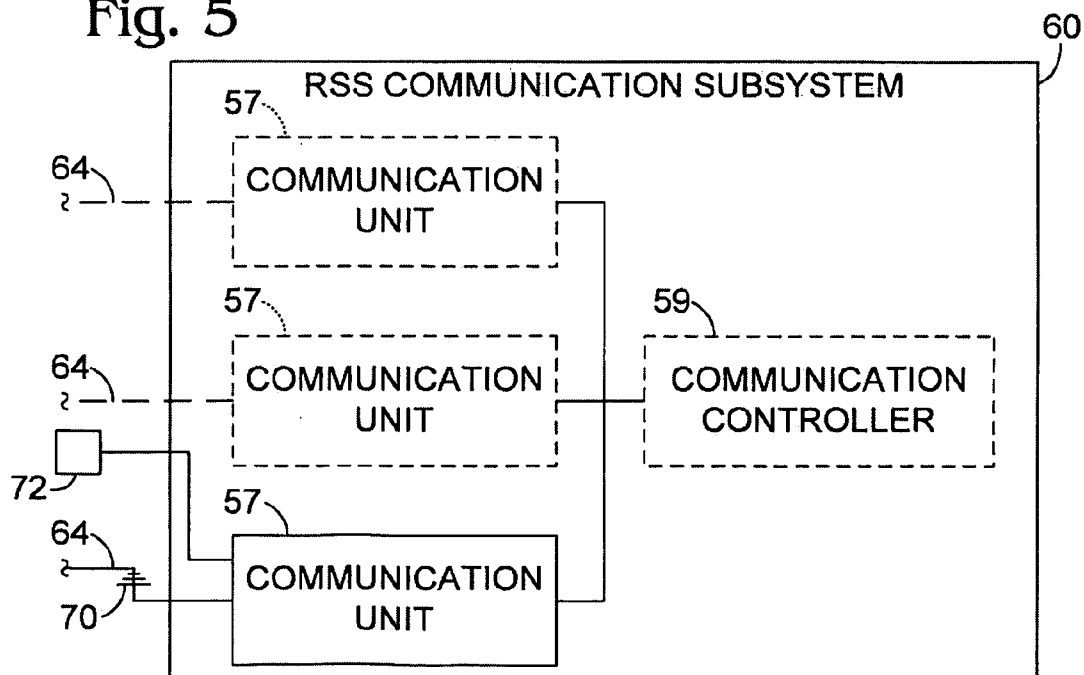 Fig. 5
60
RSS COMMUNICATION SUBSYSTEM
57
64
COMMUNICATION
UNIT
57
59
64
COMMUNICATION
UNIT
COMMUNICATION
CONTROLLER
72
57
64
COMMUNICATION
UNIT
70